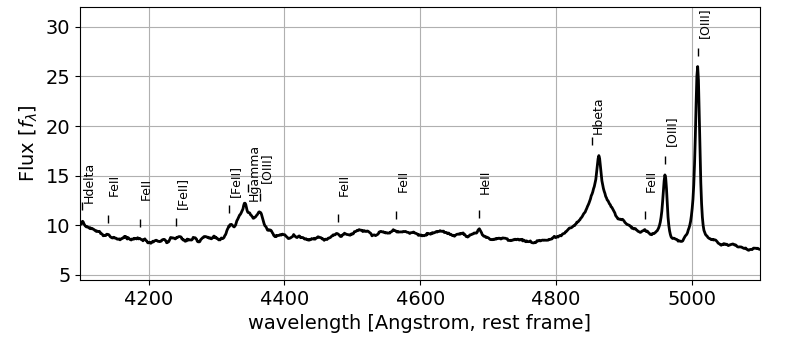 30
25
20
15
10
5
Flux [fλ]
Hdelta
FeII
FeII
[FeII]
[FeII]
Hgamma
[OIII]
FeII
FeII
HeII
Hbeta
FeII
[OIII]
[OIII]
4200 4400 4600 4800 5000
wavelength [Angstrom, rest frame]